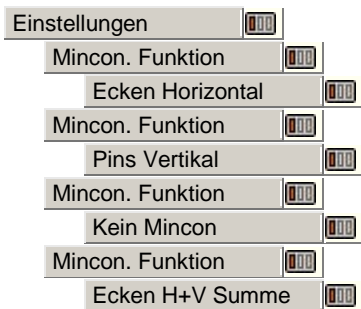 Einstellungen
Mincon. Funktion
Ecken Horizontal
Mincon. Funktion
Pins Vertikal
Mincon. Funktion
Kein Mincon
Mincon. Funktion
Ecken H+V Summe